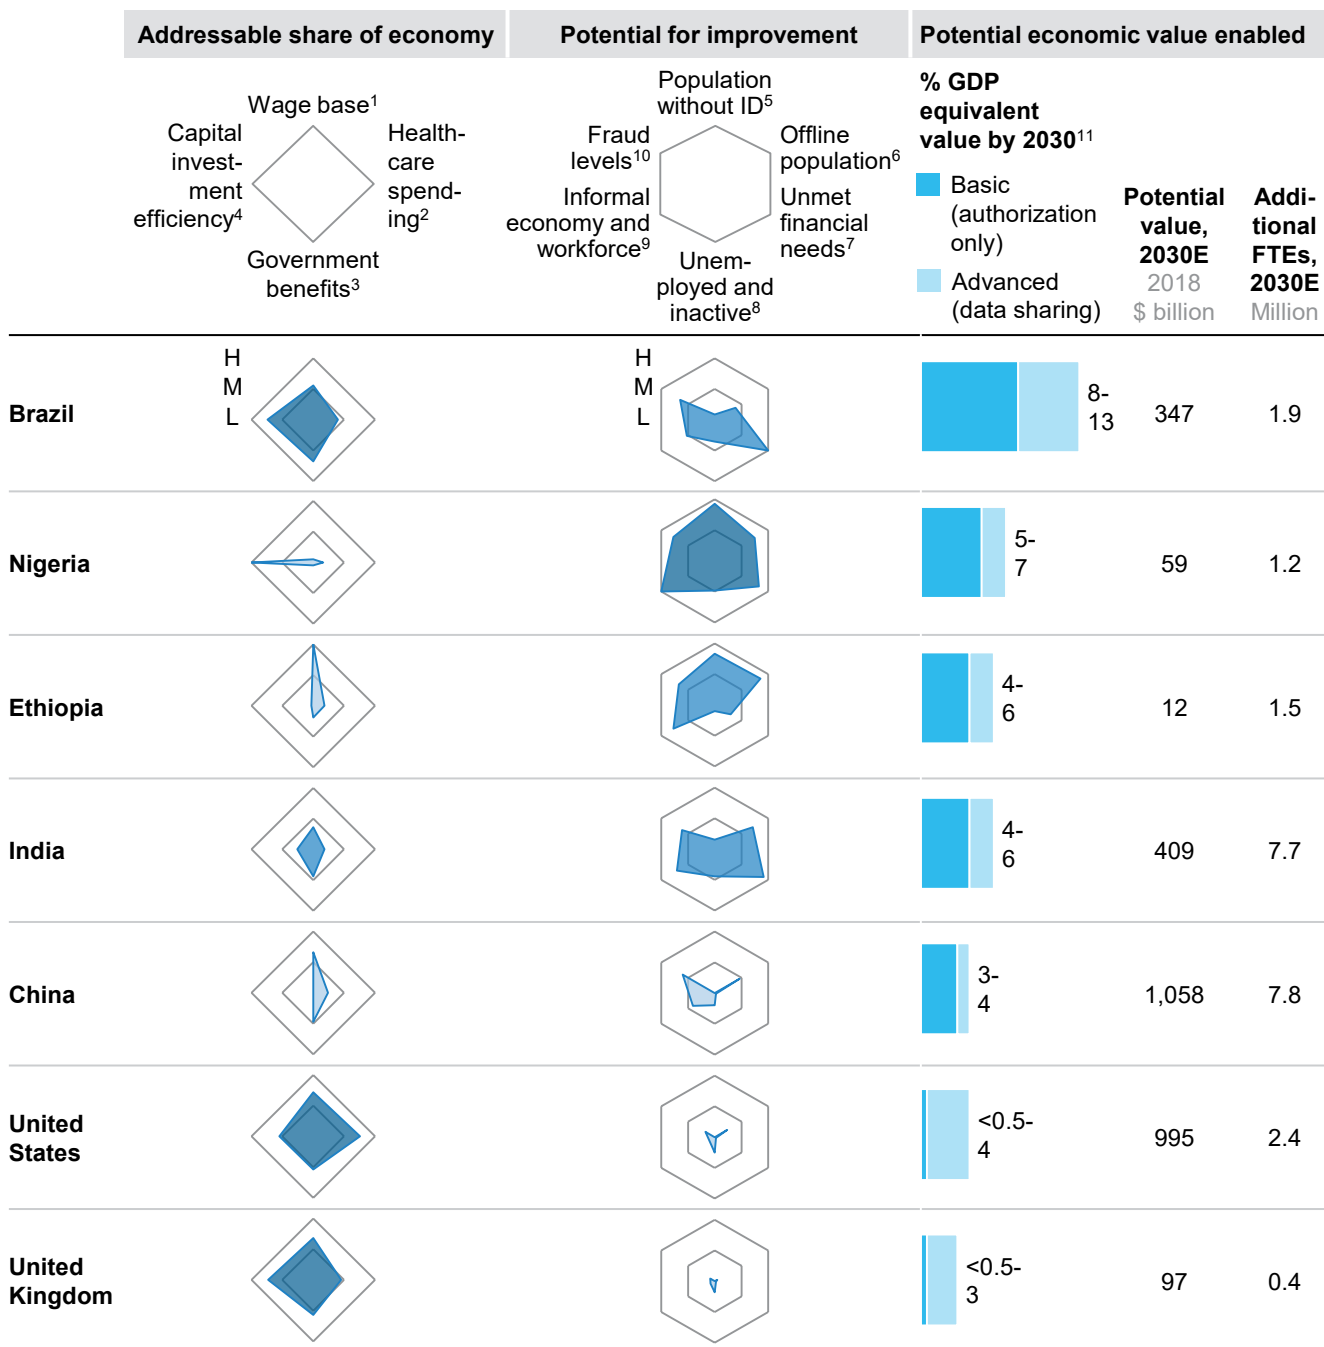 Addressable share of economy
Potential for improvement
Potential economic value enabled
Wage base¹
Capital
invest-
ment
efficiency⁴
Health-
care
spend-
ing²
Government
benefits³
Population
without ID⁵
Fraud
levels¹⁰
Offline
population⁶
Informal
economy and
workforce⁹
Unmet
financial
needs⁷
Unem-
ployed and
inactive⁸
% GDP
equivalent
value by 2030¹¹
Basic
(authorization
only)
Advanced
(data sharing)
Potential
value,
2030E
2018
$ billion
Addi-
tional
FTEs,
2030E
Million
Brazil
H
M
L
H
M
L
8-
13
347
1.9
Nigeria
5-
7
59
1.2
Ethiopia
4-
6
12
1.5
India
4-
6
409
7.7
China
3-
4
1,058
7.8
United
States
<0.5-
4
995
2.4
United
Kingdom
<0.5-
3
97
0.4